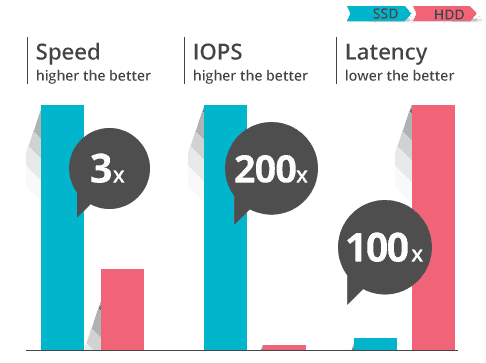 SSD HDD
Speed
higher the better
IOPS
higher the better
Latency
lower the better
3x
200x
100x